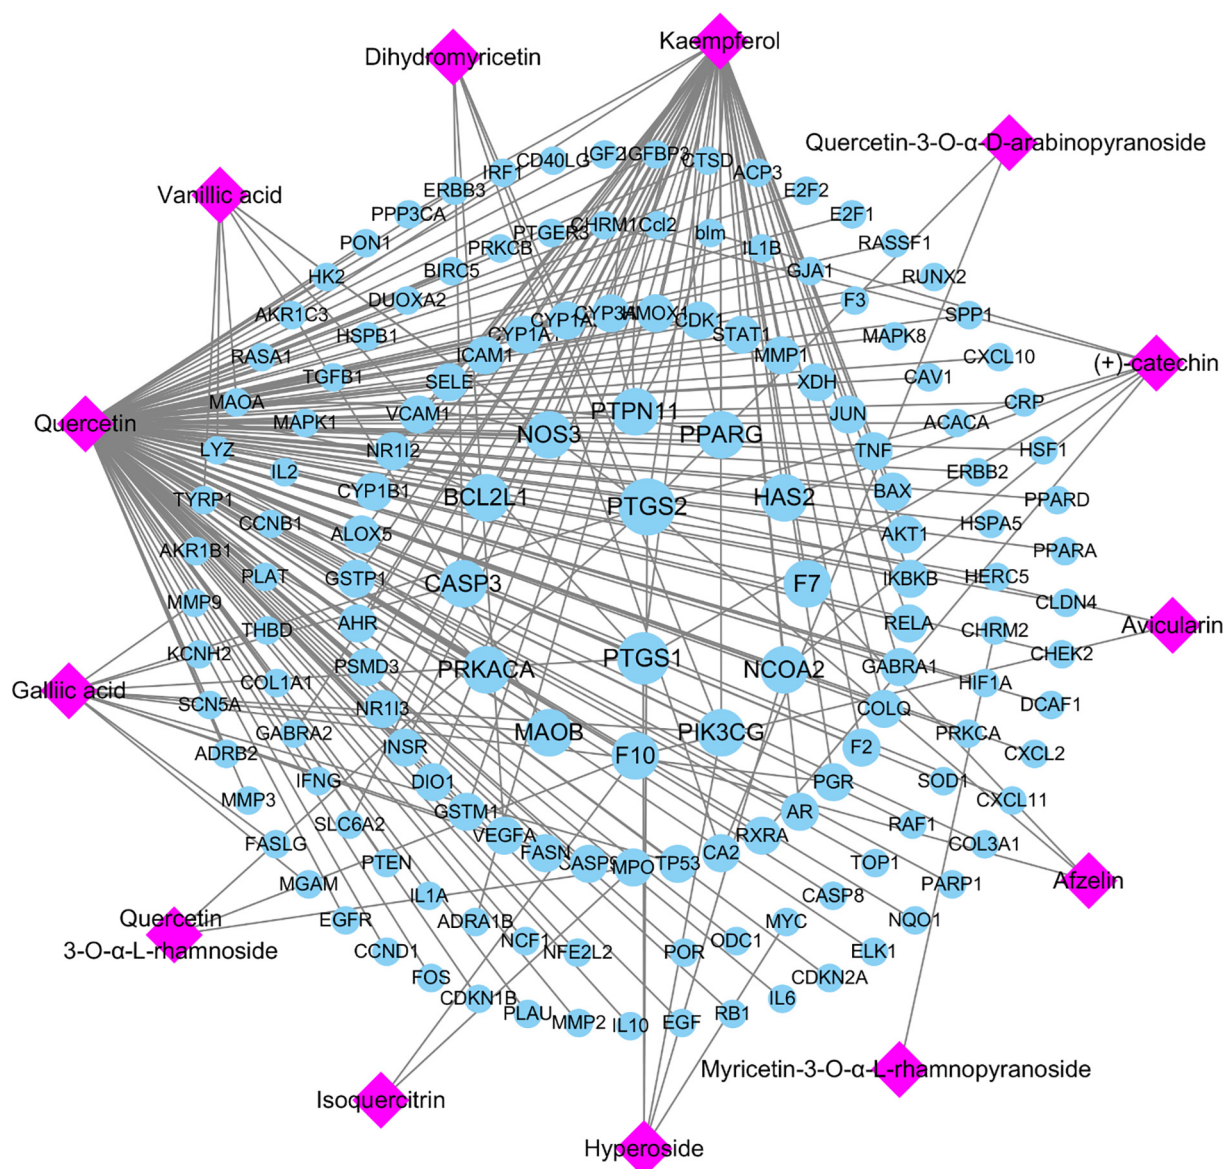 Kaempferol
Dihydromyricetin
Quercetin-3-O-α-D-arabinopyranoside
Vanillic acid
(+)-catechin
Quercetin
Avicularin
Galliic acid
Afzelin
Quercetin
3-O-α-L-rhamnoside
Myricetin-3-O-α-L-rhamnopyranoside
Isoquercitrin
Hyperoside
IRF1
CD40LG
IGF2
IGFBP3
CTSD
ACP3
E2F2
E2F1
RASSF1
RUNX2
SPP1
CXCL10
CRP
HSF1
PPARD
PPARA
CLDN4
CHEK2
DCAF1
CXCL2
CXCL11
COL3A1
PARP1
NQO1
ELK1
CDKN2A
IL6
RB1
EGF
IL10
MMP2
PLAU
CDKN1B
FOS
CCND1
EGFR
MGAM
FASLG
MMP3
ADRB2
SCN5A
KCNH2
MMP9
AKR1B1
TYRP1
LYZ
MAOA
RASA1
AKR1C3
HK2
PON1
PPP3CA
ERBB3
PTGER3
CHRM1
Ccl2
blm
IL1B
GJA1
F3
MAPK8
CAV1
ACACA
ERBB2
HSPA5
HERC5
CHRM2
HIF1A
PRKCA
SOD1
RAF1
TOP1
CASP8
MYC
ODC1
POR
NFE2L2
NCF1
ADRA1B
IL1A
PTEN
SLC6A2
IFNG
GABRA2
COL1A1
THBD
PLAT
CCNB1
IL2
MAPK1
TGFB1
HSPB1
DUOXA2
BIRC5
PRKCB
CYP1A1
HMOX1
CDK1
STAT1
MMP1
XDH
JUN
TNF
BAX
AKT1
IKBKB
RELA
GABRA1
COLQ
F2
PGR
AR
RXRA
CA2
TP53
MPO
FASN
VEGFA
GSTM1
DIO1
INSR
NR1I3
PSMD3
AHR
GSTP1
ALOX5
CYP1B1
NR1I2
VCAM1
SELE
ICAM1
PTPN11
PPARG
HAS2
F7
NCOA2
PIK3CG
F10
MAOB
PRKACA
CASP3
BCL2L1
NOS3
PTGS2
PTGS1